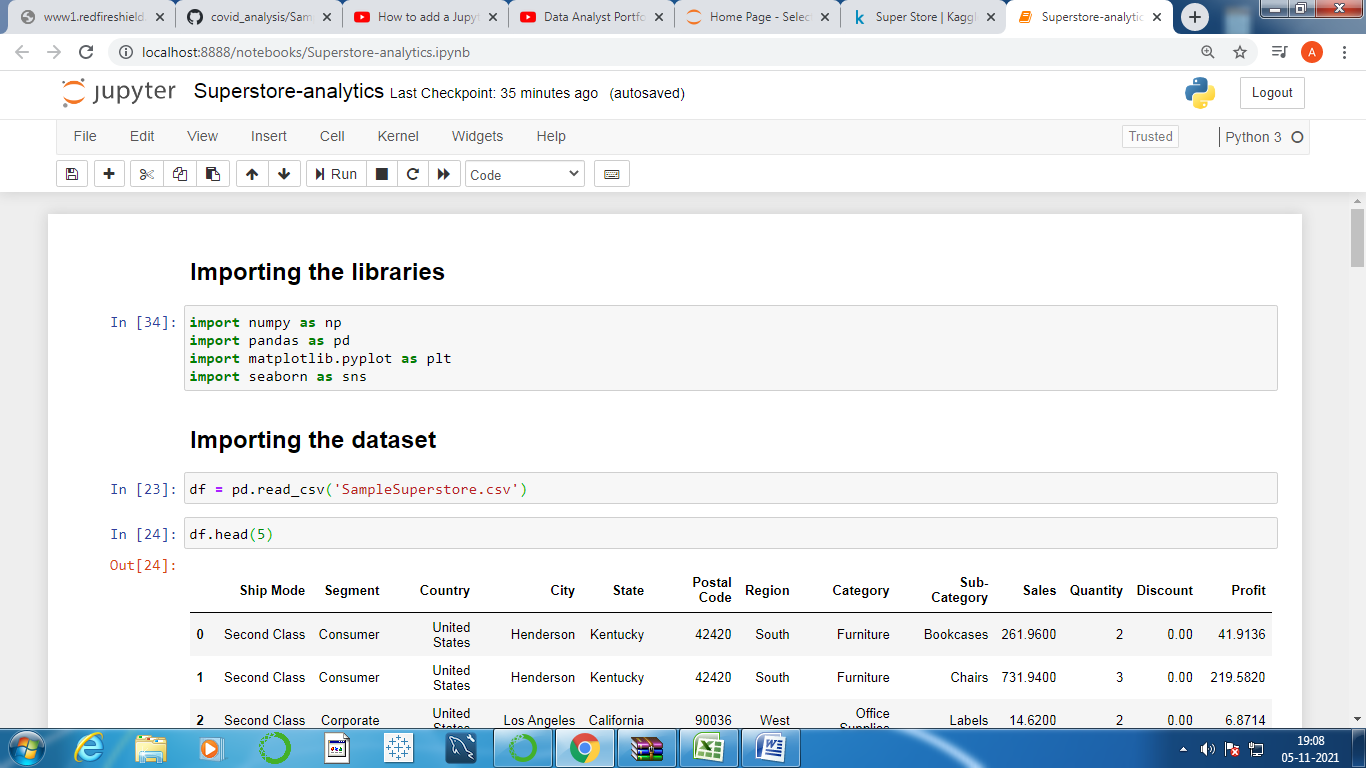 www1.redfireshield. covid_analysis/Sam How to add a Jupyt Data Analyst Portfo Home Page - Select Super Store | Kaggl Superstore-analytic
localhost:8888/notebooks/Superstore-analytics.ipynb
A
jupyter Superstore-analytics Last Checkpoint: 35 minutes ago (autosaved)
Logout
File Edit View Insert Cell Kernel Widgets Help
Trusted Python 3
Run Code
Importing the libraries
In [34]:
import numpy as np
import pandas as pd
import matplotlib.pyplot as plt
import seaborn as sns
Importing the dataset
In [23]: df = pd.read_csv('SampleSuperstore.csv')
In [24]: df.head(5)
Out[24]:
Ship Mode Segment Country City State Postal Code Region Category Sub-Category Sales Quantity Discount Profit
0 Second Class Consumer United States Henderson Kentucky 42420 South Furniture Bookcases 261.9600 2 0.00 41.9136
1 Second Class Consumer United States Henderson Kentucky 42420 South Furniture Chairs 731.9400 3 0.00 219.5820
2 Second Class Corporate United States Los Angeles California 90036 West Office Supplies Labels 14.6200 2 0.00 6.8714
19:08
05-11-2021